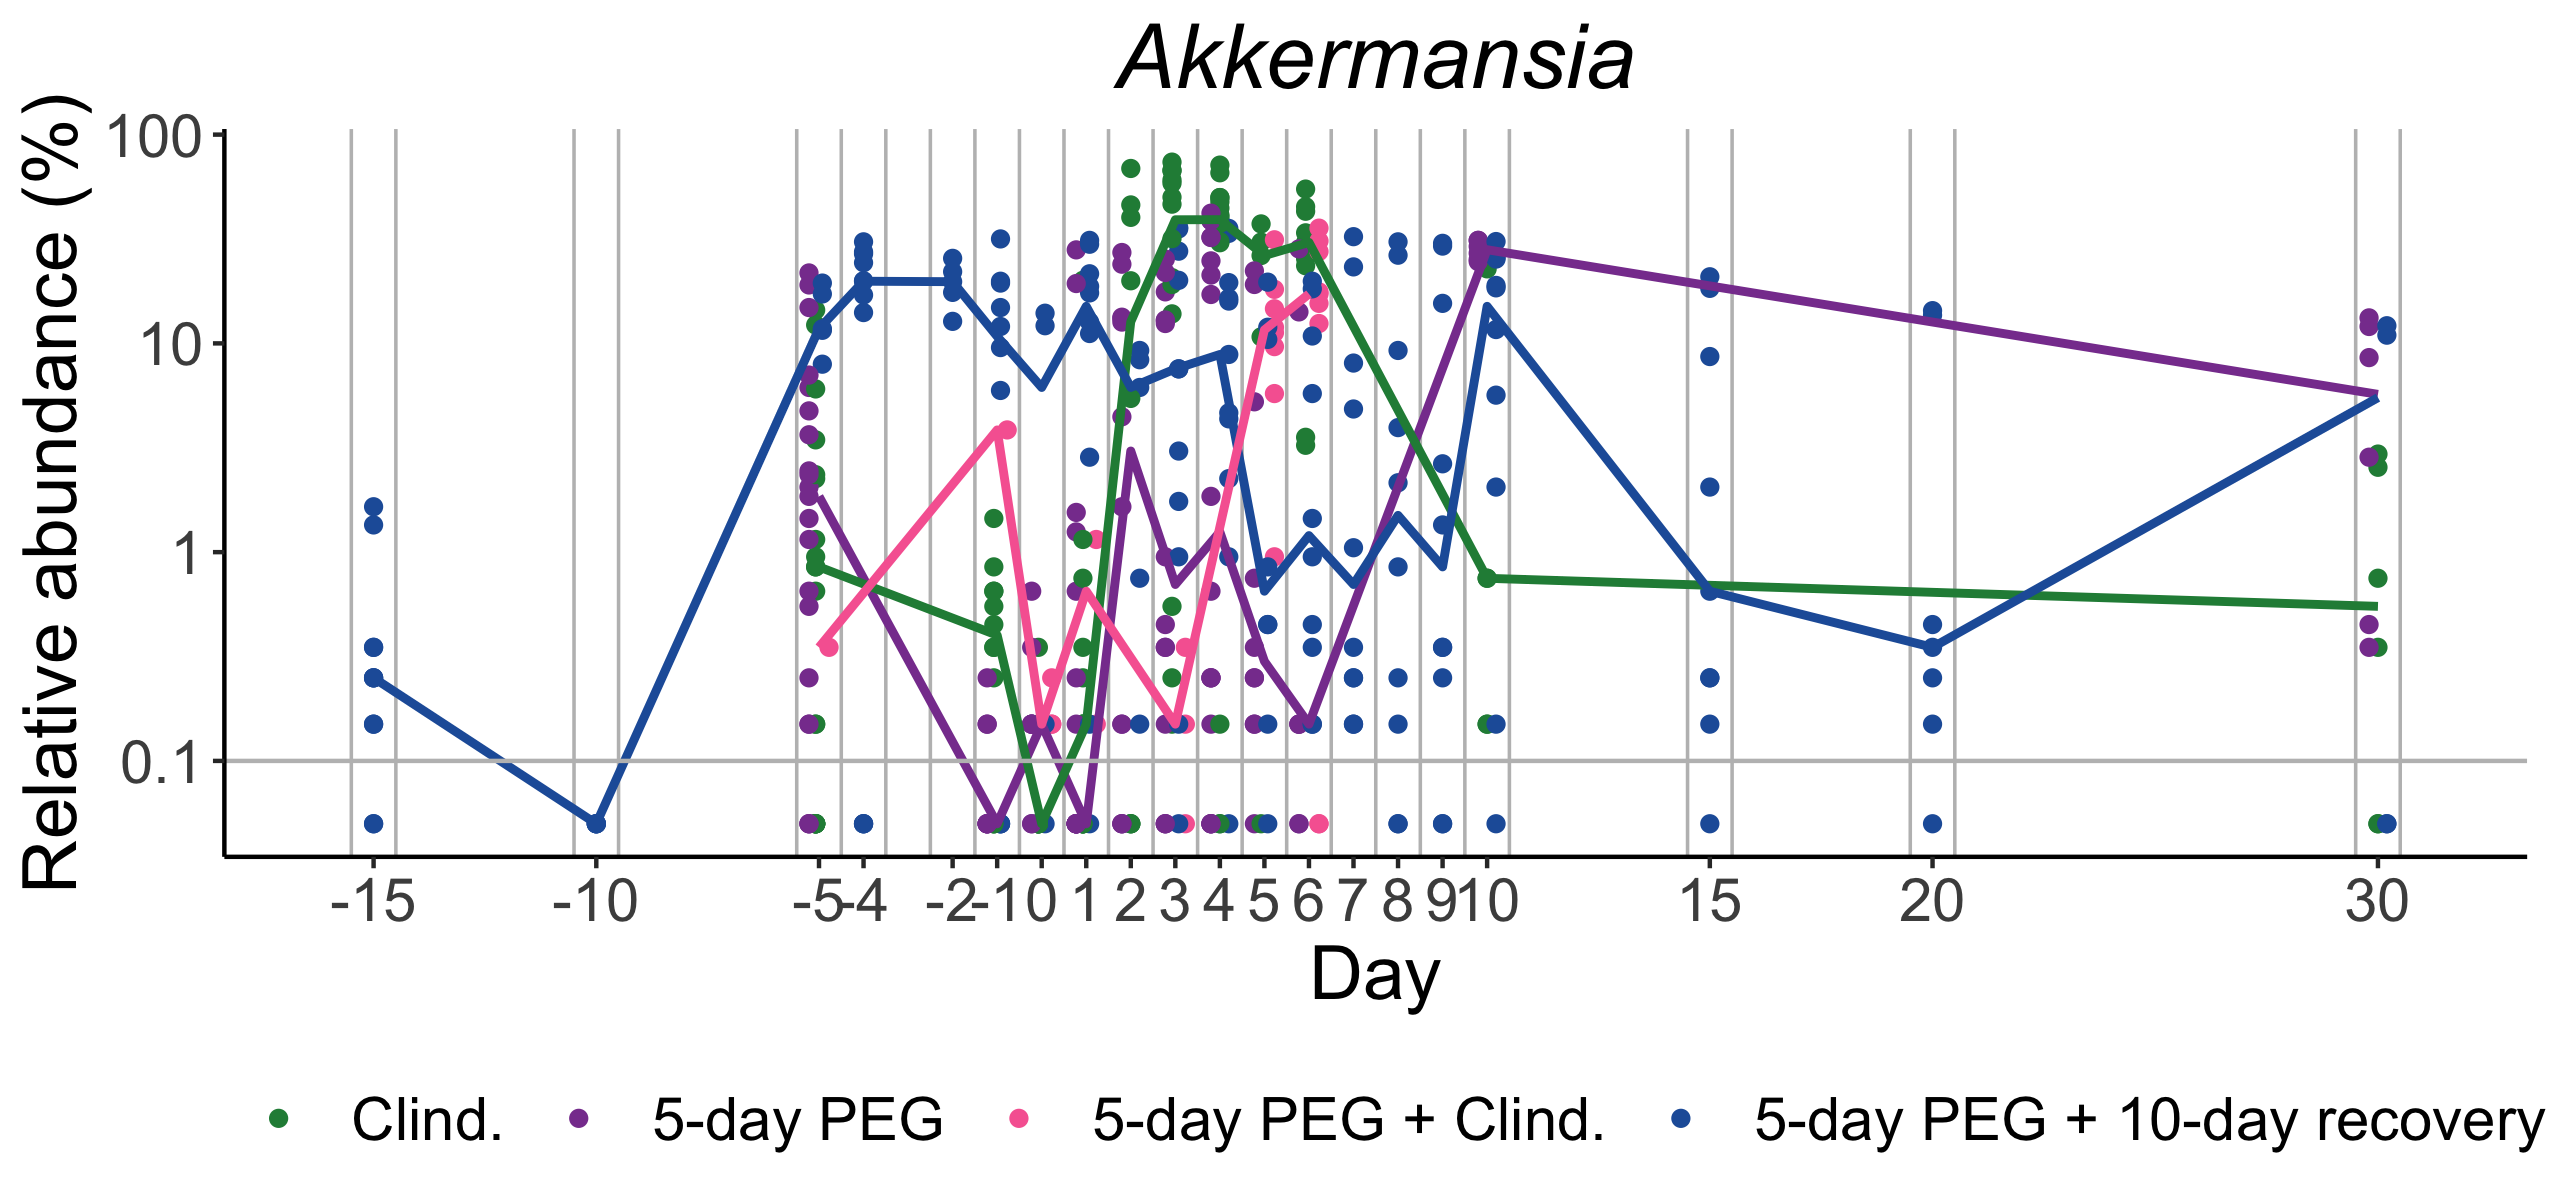 Akkermansia
Relative abundance (%)
100
10
1
0.1
-15 -10 -5 -4 -2 -1 0 1 2 3 4 5 6 7 8 9 10 15 20 30
Day
Clind. 5-day PEG 5-day PEG + Clind. 5-day PEG + 10-day recovery